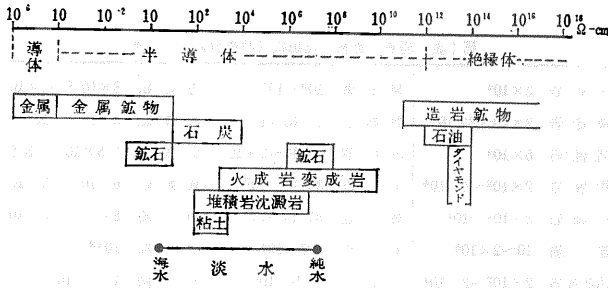 10⁻⁶ 10⁻⁴ 10⁻² 10 10² 10⁴ 10⁶ 10⁸ 10¹⁰ 10¹² 10¹⁴ 10¹⁶ 10¹⁸
Ω-cm
導体 半導体 絶縁体
金属 金属鉱物 造岩鉱物
石炭 石油
鉱石 鉱石 ダイヤモンド
火成岩変成岩
堆積岩沈澱岩
粘土
海水 淡水 純水